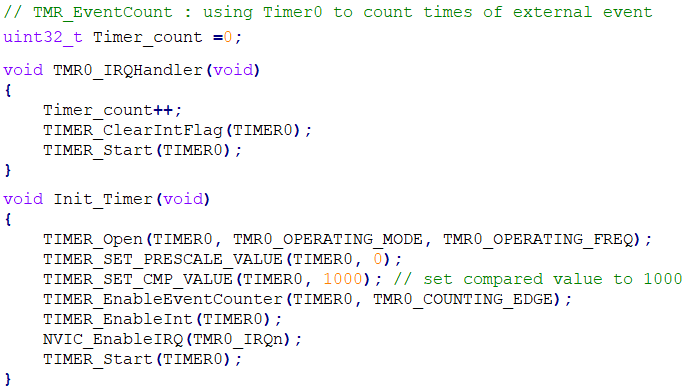 // TMR_EventCount : using Timer0 to count times of external event
uint32_t Timer_count =0;
void TMR0_IRQHandler(void)
{
    Timer_count++;
    TIMER_ClearIntFlag(TIMER0);
    TIMER_Start(TIMER0);
}
void Init_Timer(void)
{
    TIMER_Open(TIMER0, TMR0_OPERATING_MODE, TMR0_OPERATING_FREQ);
    TIMER_SET_PRESCALE_VALUE(TIMER0, 0);
    TIMER_SET_CMP_VALUE(TIMER0, 1000); // set compared value to 1000
    TIMER_EnableEventCounter(TIMER0, TMR0_COUNTING_EDGE);
    TIMER_EnableInt(TIMER0);
    NVIC_EnableIRQ(TMR0_IRQn);
    TIMER_Start(TIMER0);
}